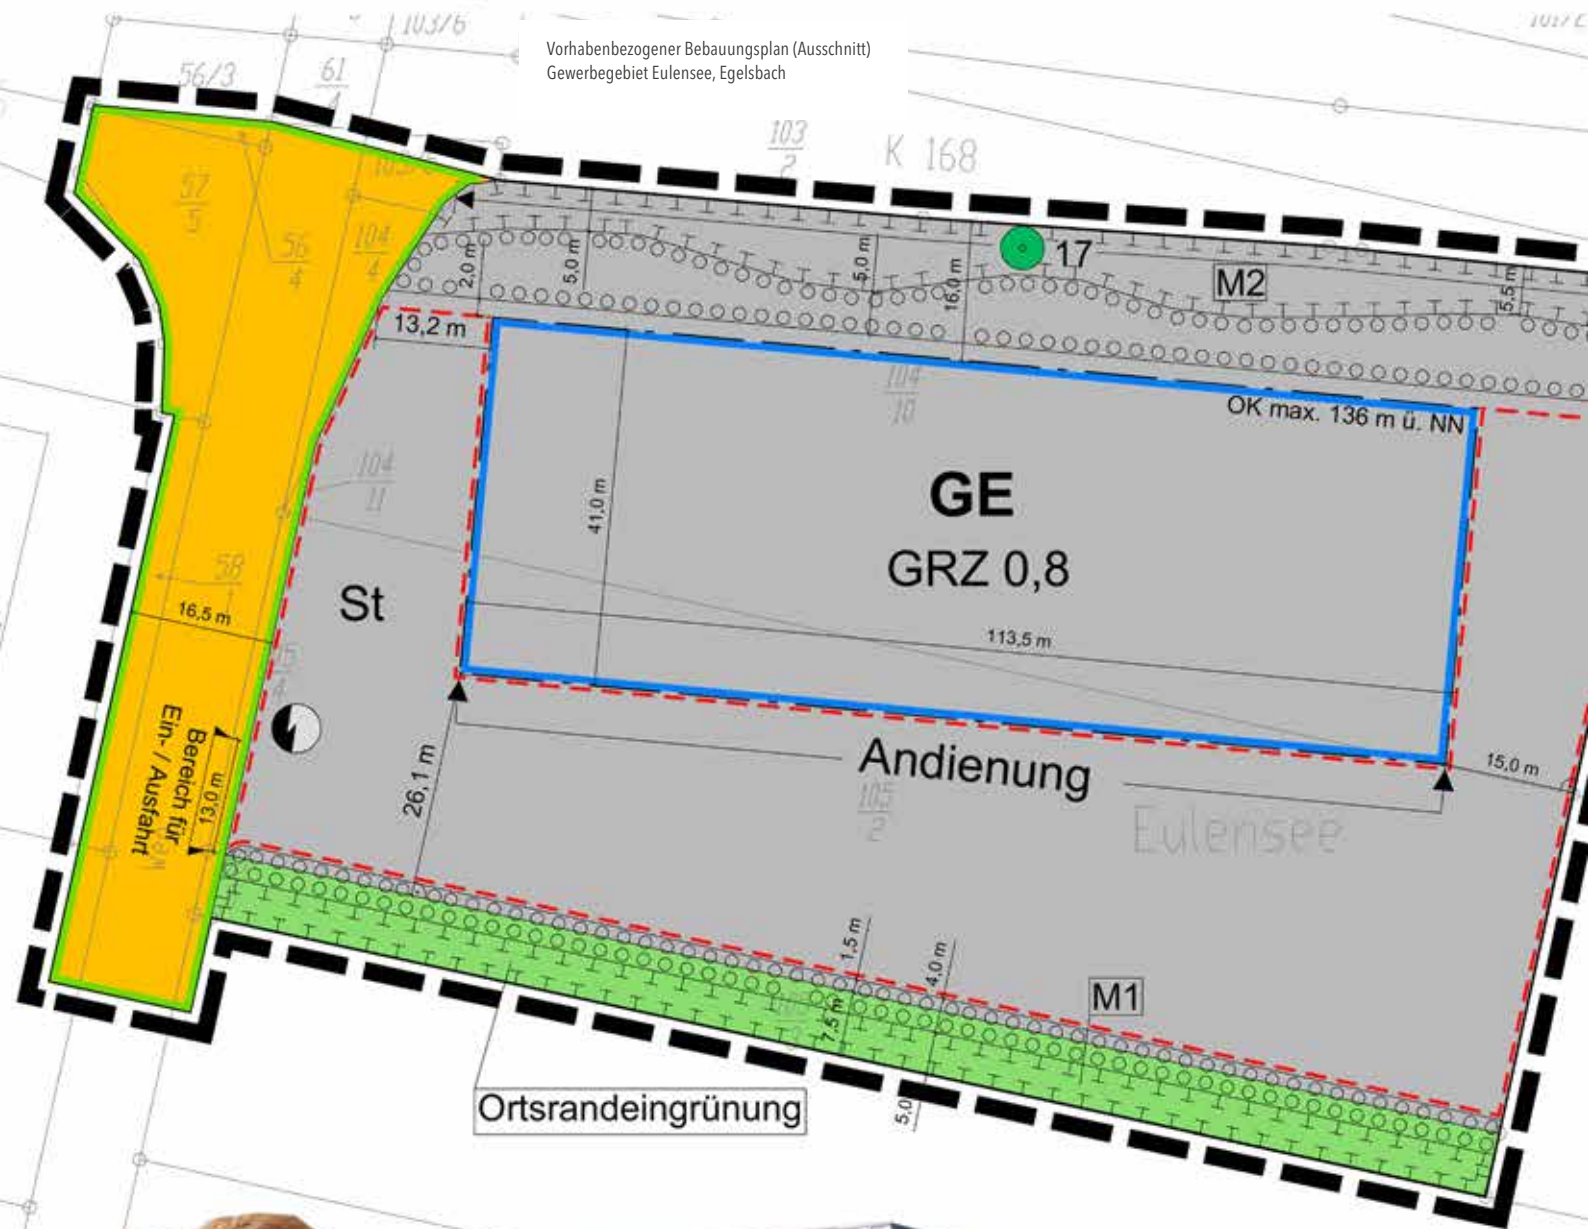 103/6
Vorhabenbezogener Bebauungsplan (Ausschnitt)
Gewerbegebiet Eulensee, Egelsbach
56/3
61
4
103
2
K 168
57
5
56
4
104
4
2,0 m
5,0 m
5,0 m
16,0 m
17
M2
5,5 m
13,2 m
104
10
OK max. 136 m ü. NN
GE
GRZ 0,8
104
11
41,0 m
58
1
St
16,5 m
113,5 m
Bereich für
Ein- / Ausfahrt
13,0 m
26,1 m
Andienung
15,0 m
105
2
Eulensee
1,5 m
4,0 m
7,5 m
M1
5,0
Ortsrandeingrünung